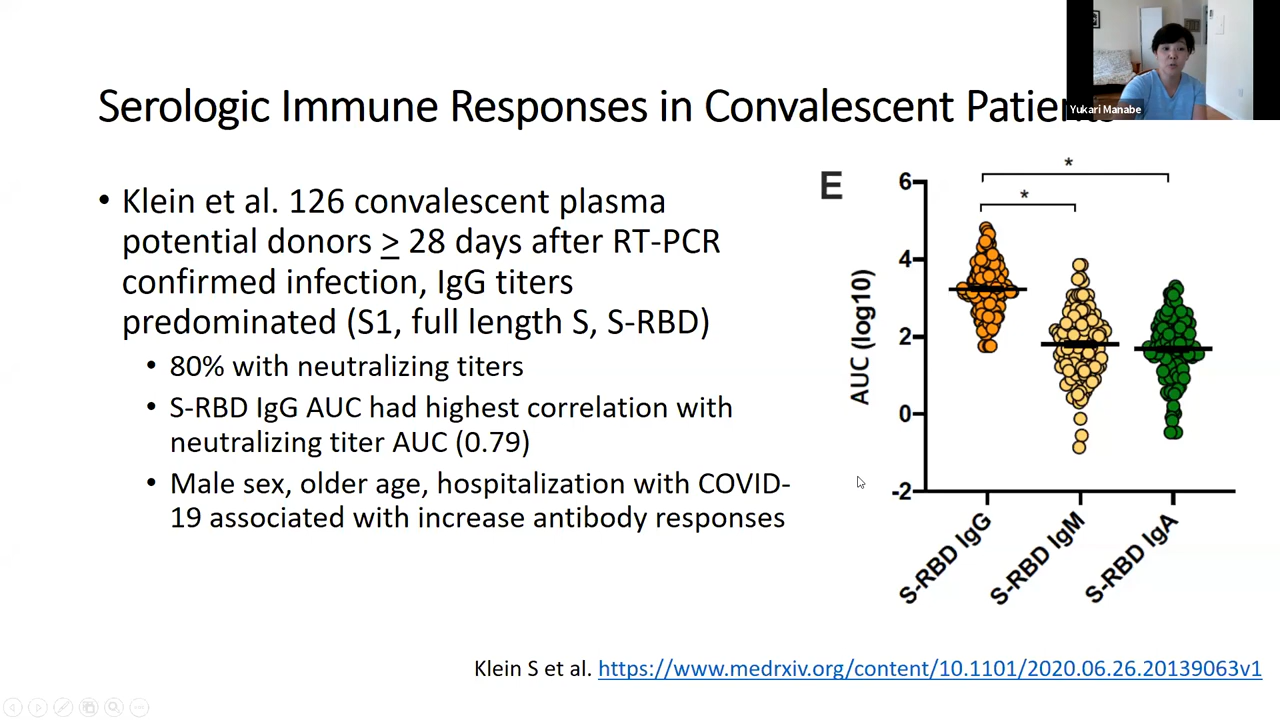 Yukari Manabe
Serologic Immune Responses in Convalescent Patients
• Klein et al. 126 convalescent plasma
potential donors ≥ 28 days after RT-PCR
confirmed infection, IgG titers
predominated (S1, full length S, S-RBD)
• 80% with neutralizing titers
• S-RBD IgG AUC had highest correlation with
neutralizing titer AUC (0.79)
• Male sex, older age, hospitalization with COVID-
19 associated with increase antibody responses
E
*
*
AUC (log10)
6
4
2
0
-2
S-RBD IgG
S-RBD IgM
S-RBD IgA
Klein S et al. https://www.medrxiv.org/content/10.1101/2020.06.26.20139063v1